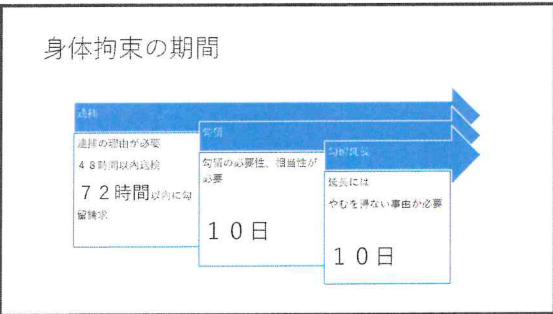 身体拘束の期間
逮捕
逮捕の理由が必要
48時間以内送検
72時間以内に勾
留請求
勾留
勾留の必要性、相当性が
必要
10日
勾留延長
延長には
やむを得ない事由が必要
10日